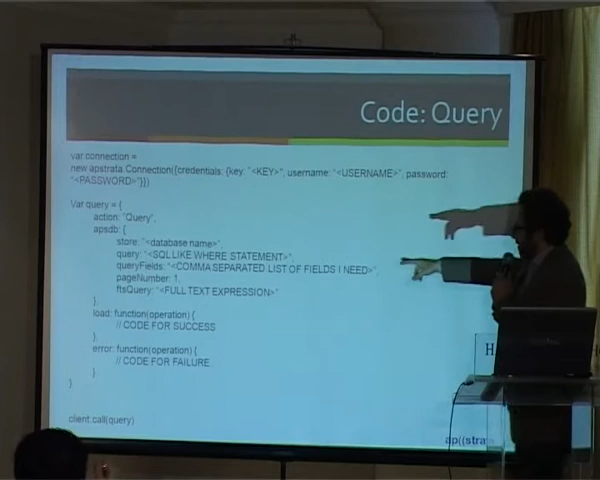 Code: Query
var connection =
new apstrata.Connection({credentials: {key: "<KEY>", username: "<USERNAME>", password:
"<PASSWORD>"}})
Var query = {
action: "Query",
apsdb: {
store: "<database name>",
query: "<SQL LIKE WHERE STATEMENT>",
queryFields: "<COMMA SEPARATED LIST OF FIELDS I NEED>",
pageNumber: 1,
ftsQuery: "<FULL TEXT EXPRESSION>"
},
load: function(operation) {
// CODE FOR SUCCESS
},
error: function(operation) {
// CODE FOR FAILURE
}
}
client.call(query)